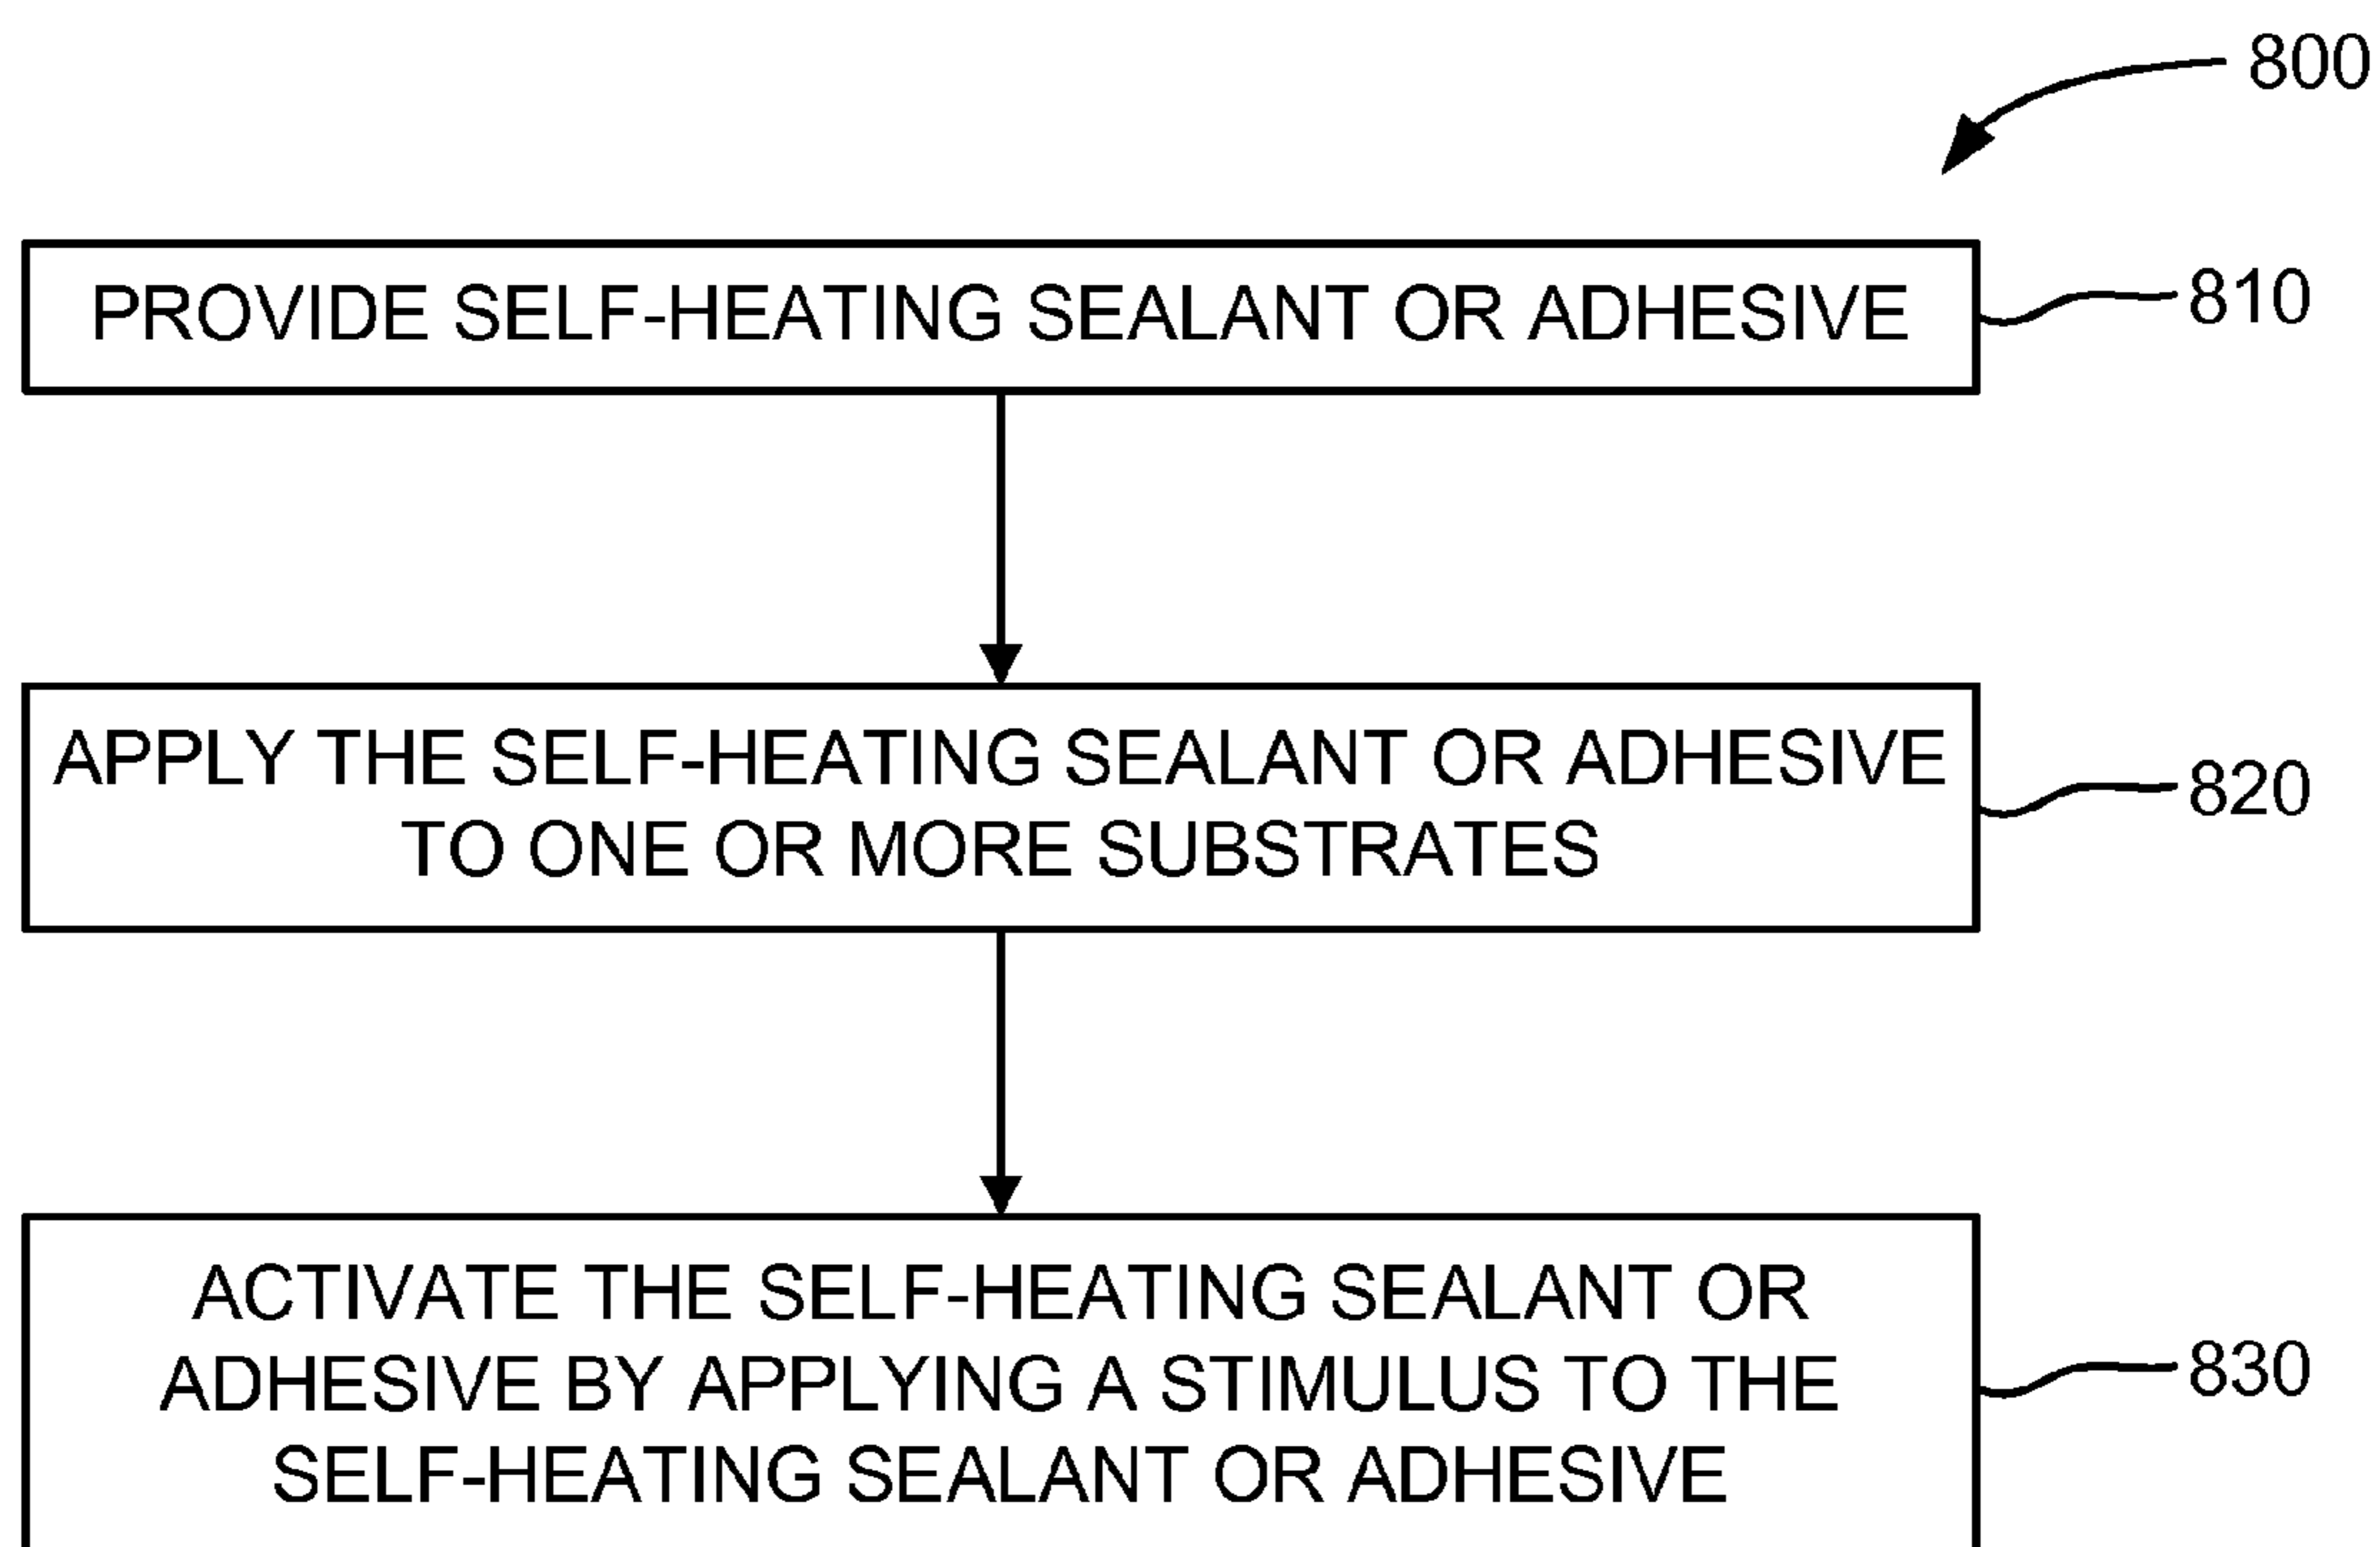 800
PROVIDE SELF-HEATING SEALANT OR ADHESIVE
810
APPLY THE SELF-HEATING SEALANT OR ADHESIVE
TO ONE OR MORE SUBSTRATES
820
ACTIVATE THE SELF-HEATING SEALANT OR
ADHESIVE BY APPLYING A STIMULUS TO THE
SELF-HEATING SEALANT OR ADHESIVE
830